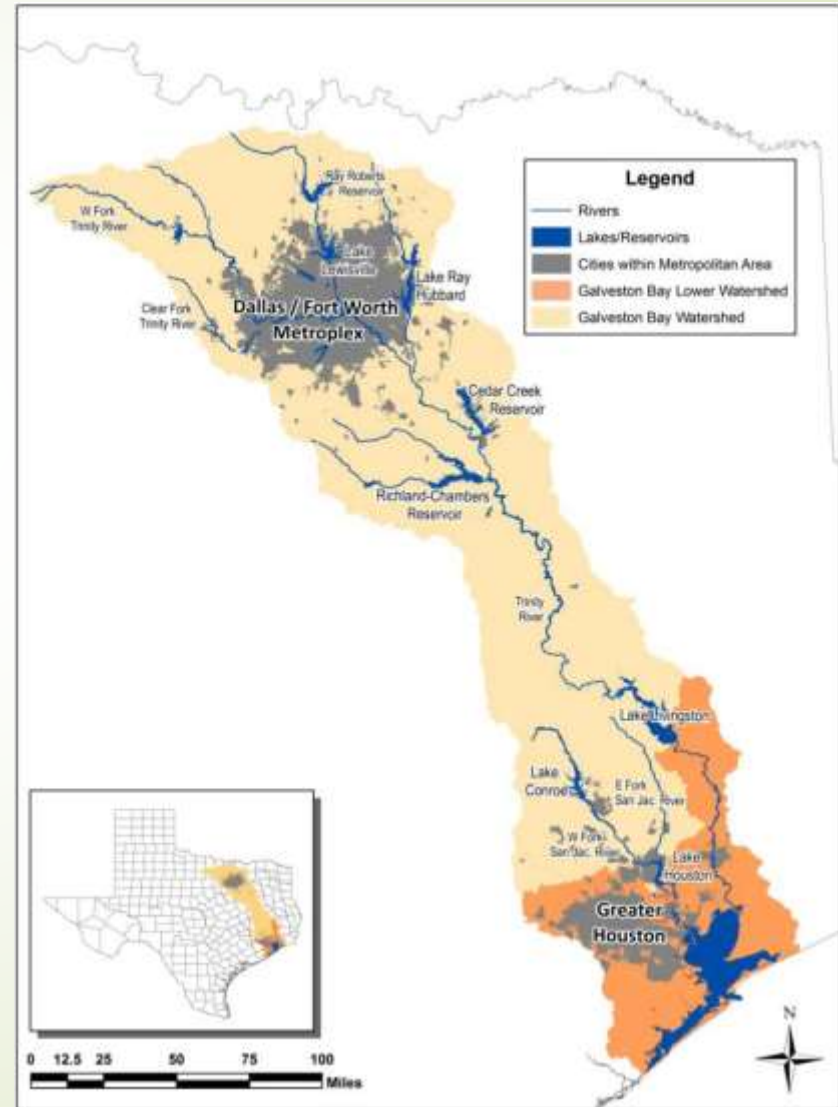 Legend
Rivers
Lakes/Reservoirs
Cities within Metropolitan Area
Galveston Bay Lower Watershed
Galveston Bay Watershed
Ray Roberts
Reservoir
W Fork
Trinity River
Lake
Lewisville
Lake Ray
Hubbard
Clear Fork
Trinity River
Dallas / Fort Worth
Metroplex
Cedar Creek
Reservoir
Richland-Chambers
Reservoir
Trinity
River
Lake Livingston
Lake
Conroe
E Fork
San Jac. River
W Fork
San Jac. River
Lake
Houston
Greater
Houston
N
0 12.5 25 50 75 100
Miles